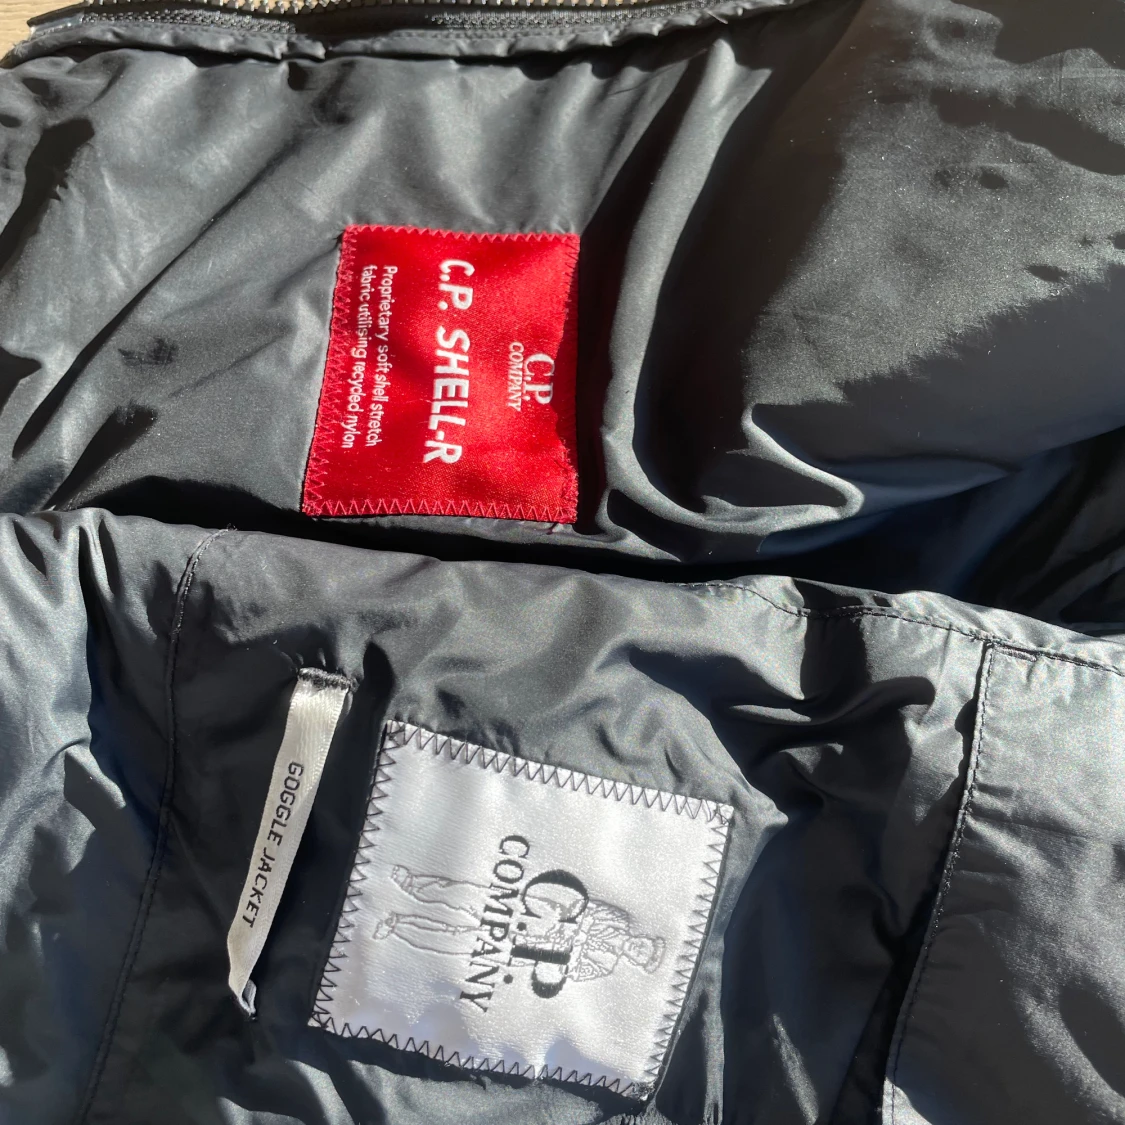 C.P.
COMPANY
C.P. SHELL-R
Proprietary soft shell stretch
fabric utilising recycled nylon
C.P.
COMPANY
GOGGLE JACKET